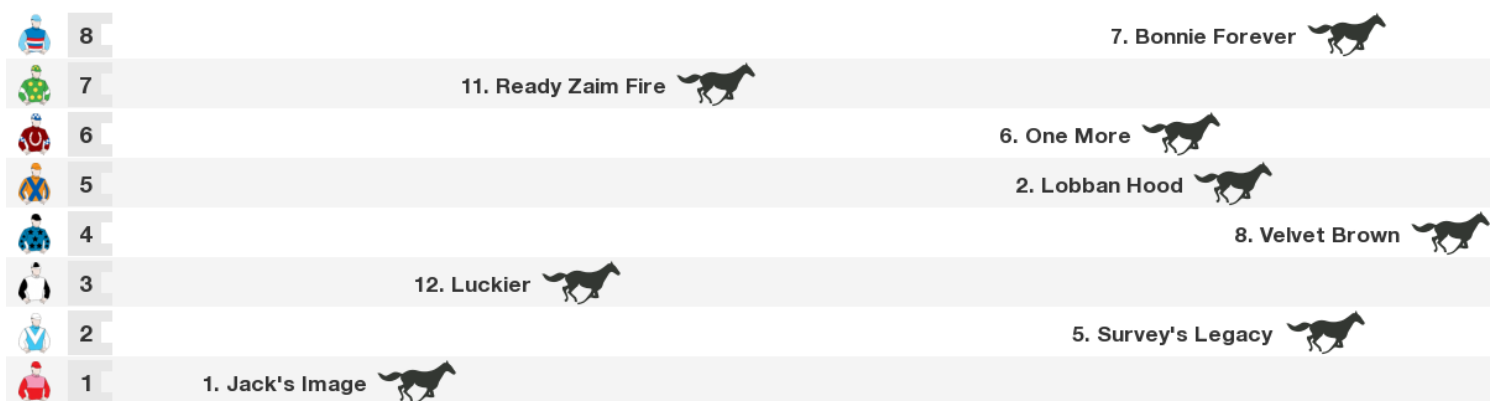 8 7. Bonnie Forever
7 11. Ready Zaim Fire
6 6. One More
5 2. Lobban Hood
4 8. Velvet Brown
3 12. Luckier
2 5. Survey's Legacy
1 1. Jack's Image